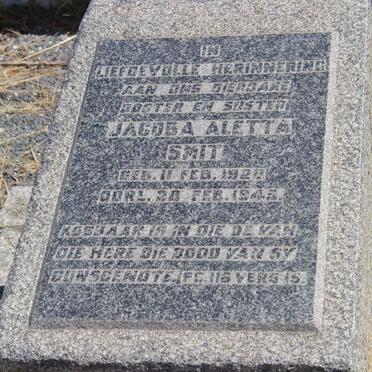 IN
LIEFDEVOLLE HERINNERING
AAN ONS DIERBARE
DOGTER EN SUSTER
JACOBA ALETTA
SMIT
GEB. 11 FEB. 1928
OORL. 28 FEB. 1945.
KOSBAAR IS IN DIE OË VAN
DIE HERE DIE DOOD VAN SY
GUNSGENOTE. PS. 116 VERS 15